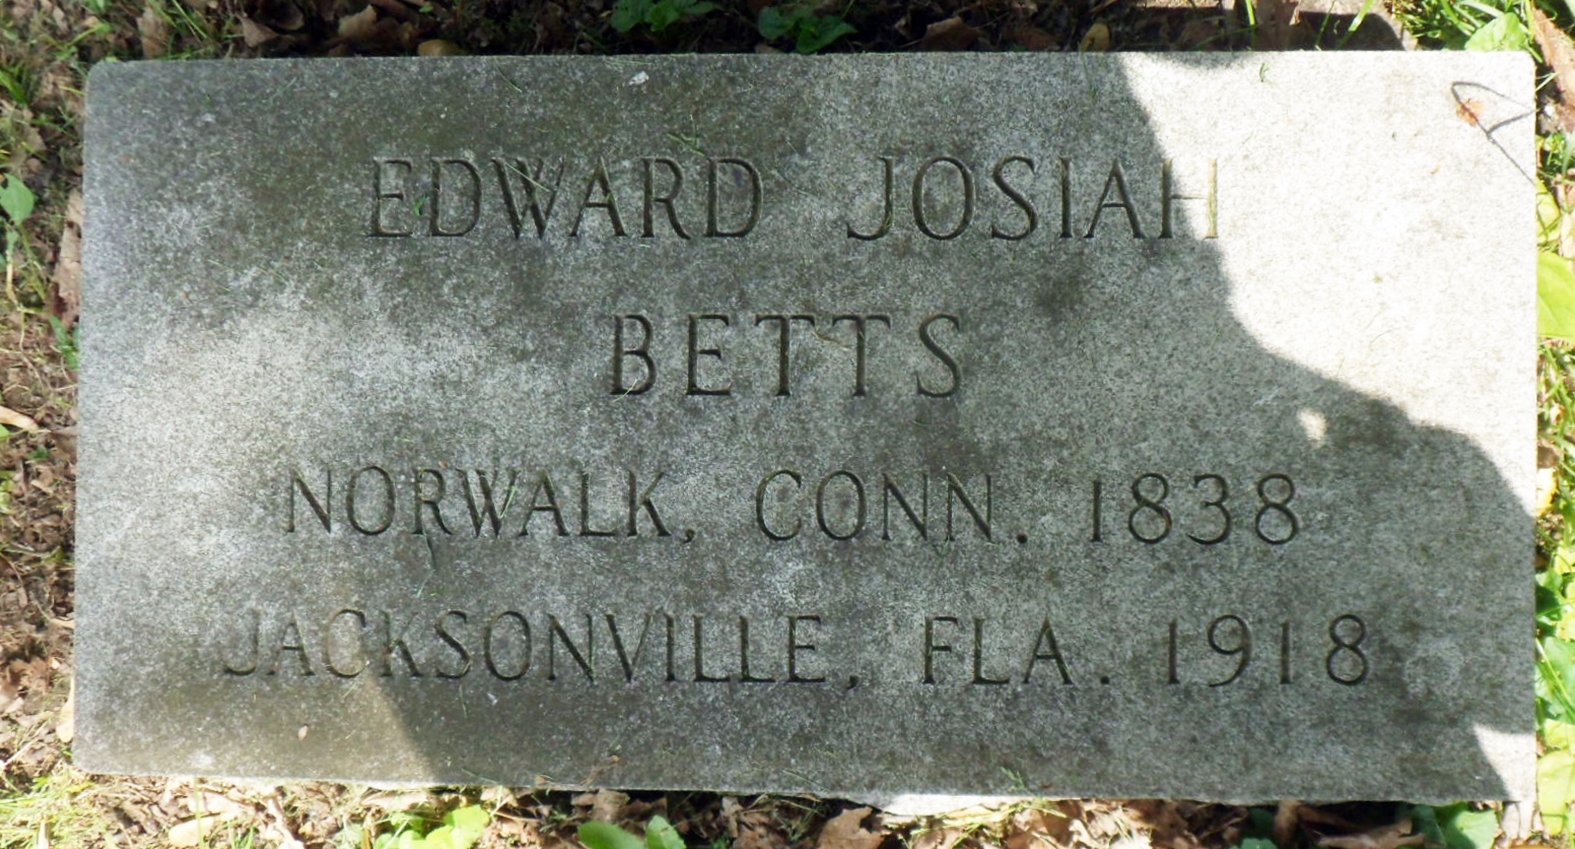 EDWARD JOSIAH
BETTS
NORWALK, CONN. 1838
JACKSONVILLE, FLA. 1918